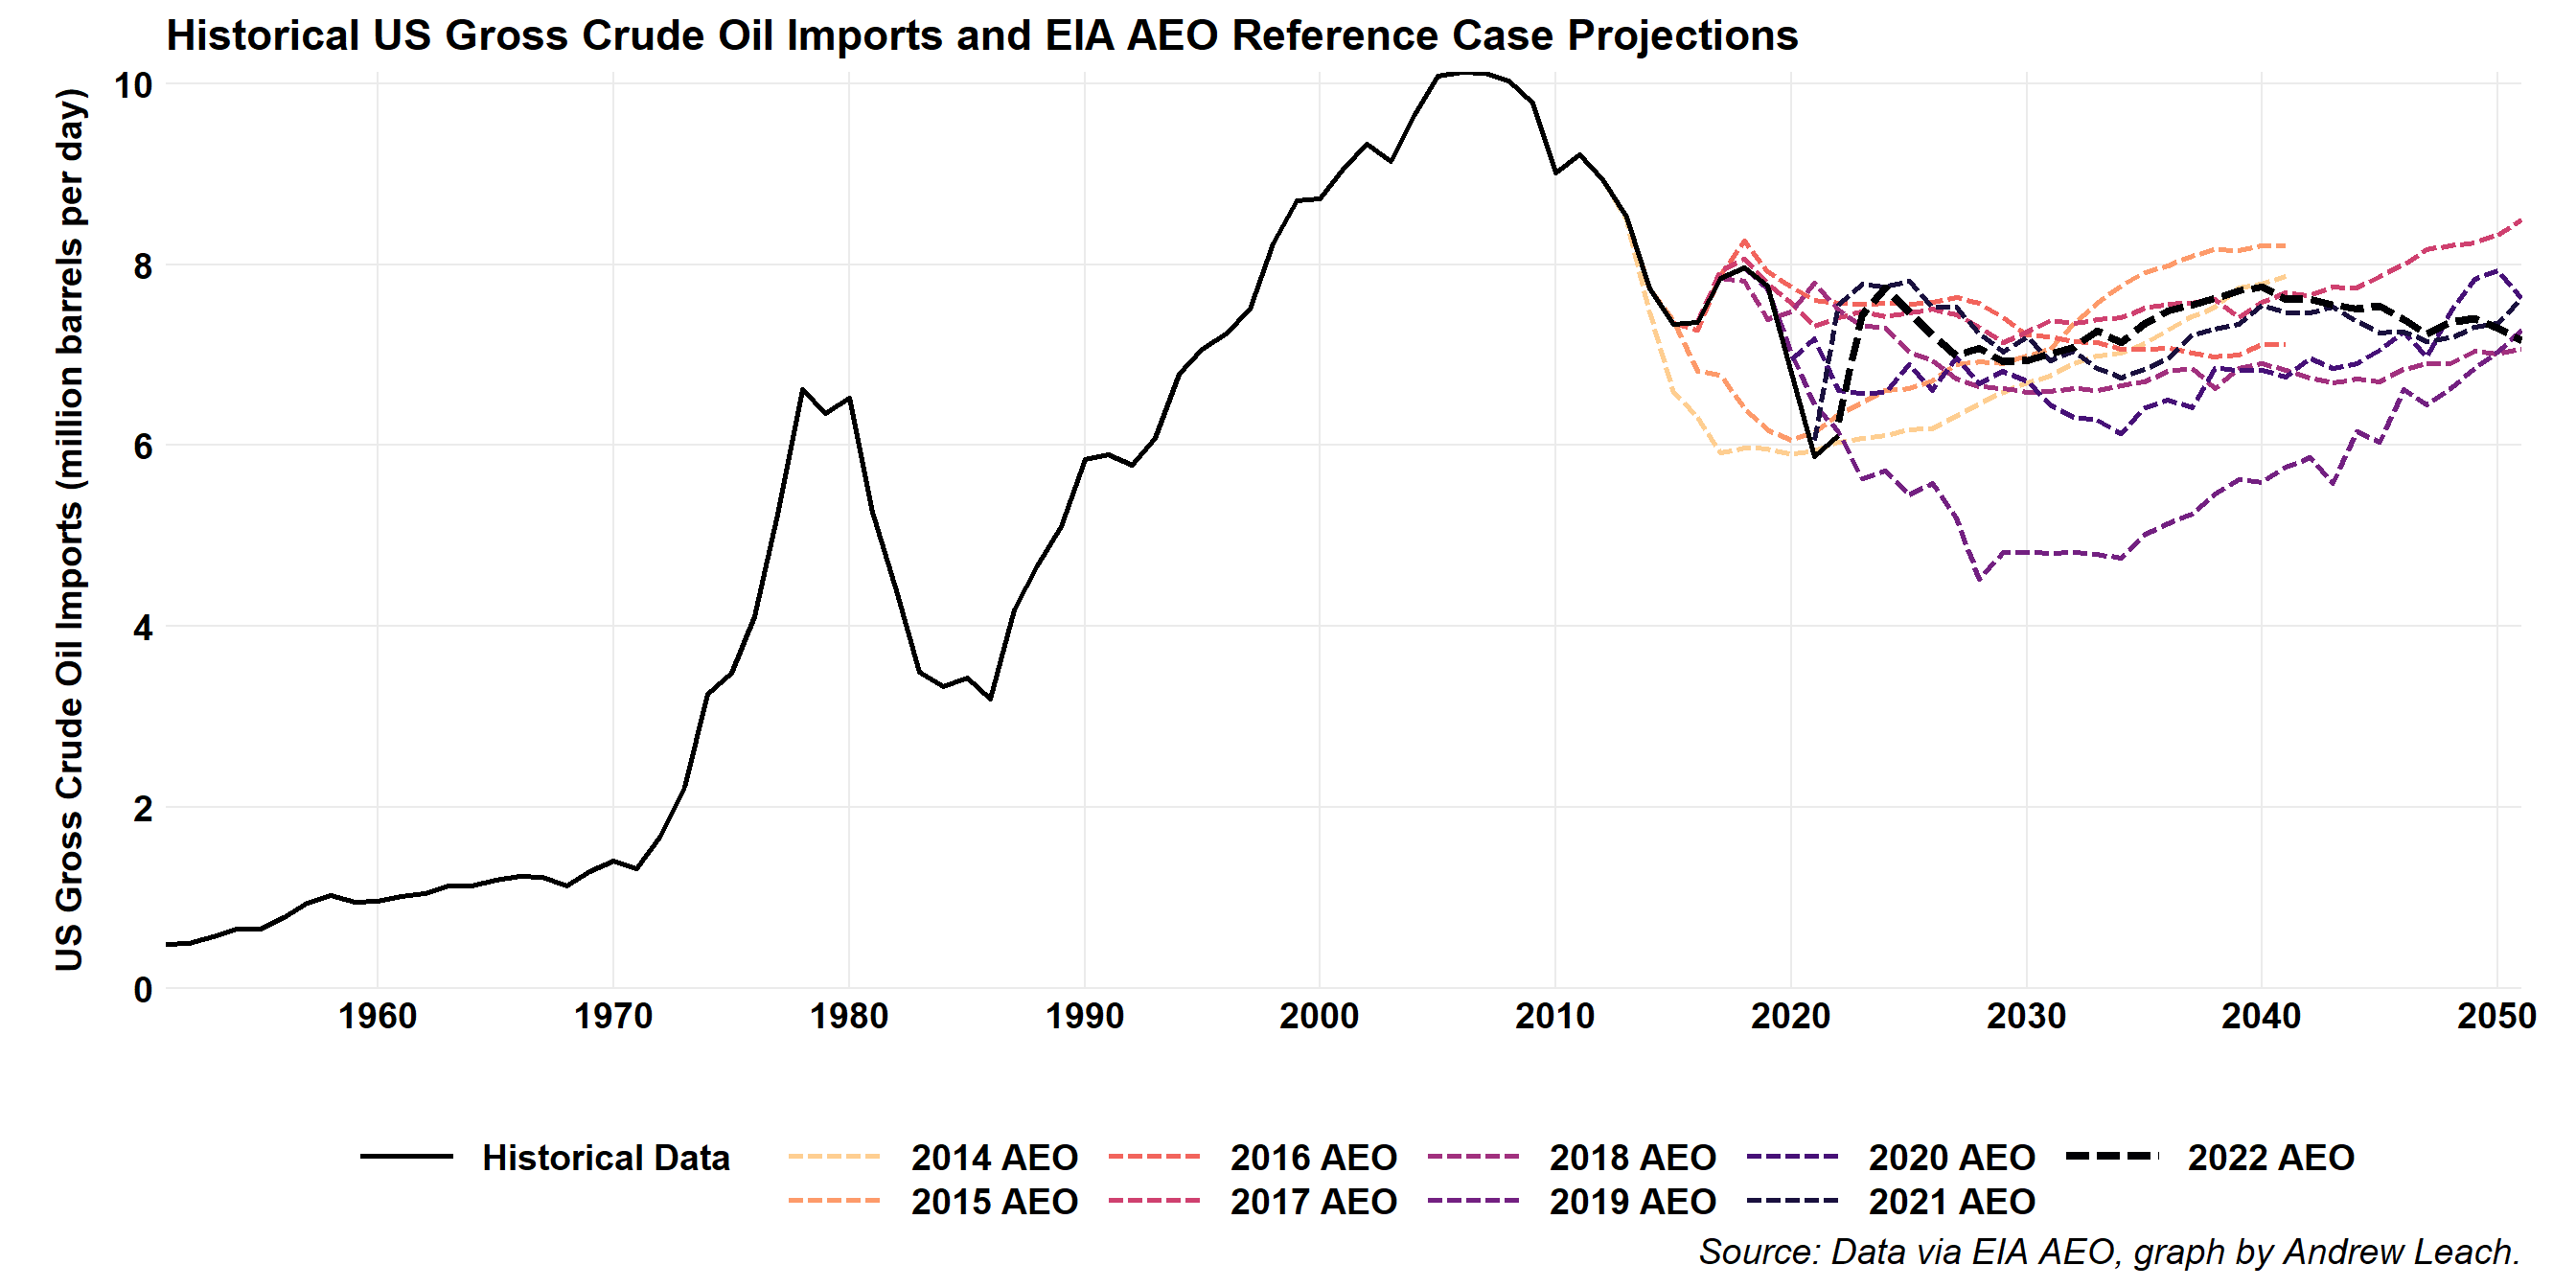 Historical US Gross Crude Oil Imports and EIA AEO Reference Case Projections
US Gross Crude Oil Imports (million barrels per day)
10
8
6
4
2
0
1960 1970 1980 1990 2000 2010 2020 2030 2040 2050
Historical Data 2014 AEO 2016 AEO 2018 AEO 2020 AEO 2022 AEO
2015 AEO 2017 AEO 2019 AEO 2021 AEO
Source: Data via EIA AEO, graph by Andrew Leach.